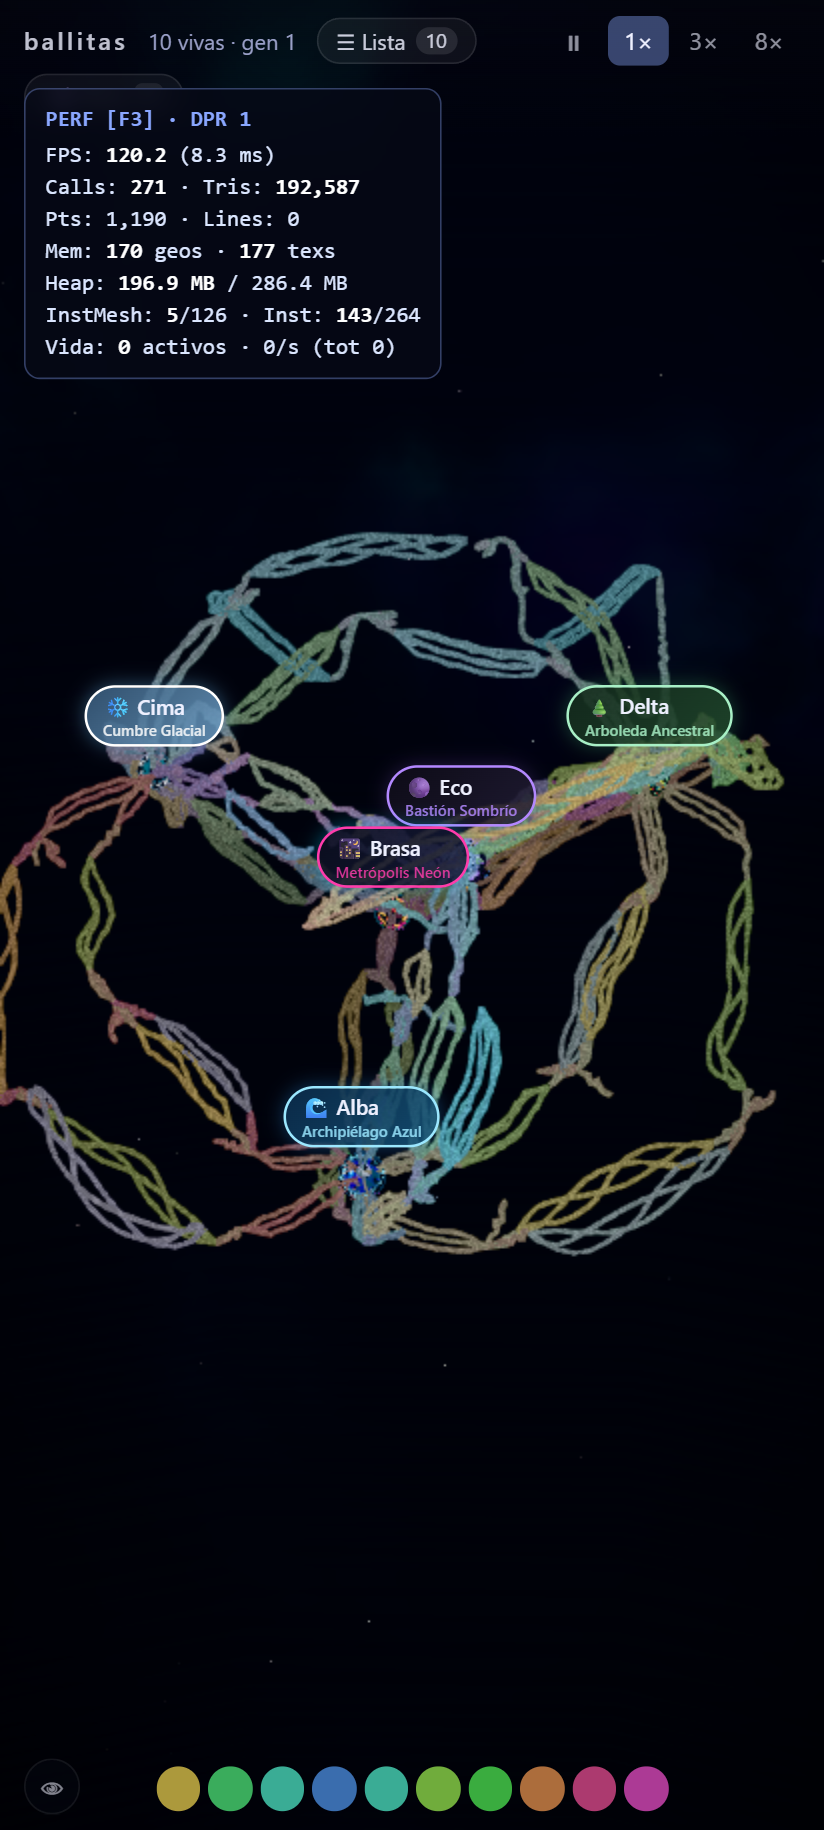 ballitas 10 vivas · gen 1 ☰ Lista 10 1× 3× 8×
PERF [F3] · DPR 1
FPS: 120.2 (8.3 ms)
Calls: 271 · Tris: 192,587
Pts: 1,190 · Lines: 0
Mem: 170 geos · 177 texs
Heap: 196.9 MB / 286.4 MB
InstMesh: 5/126 · Inst: 143/264
Vida: 0 activos · 0/s (tot 0)
Cima
Cumbre Glacial
Delta
Arboleda Ancestral
Eco
Bastión Sombrío
Brasa
Metrópolis Neón
Alba
Archipiélago Azul